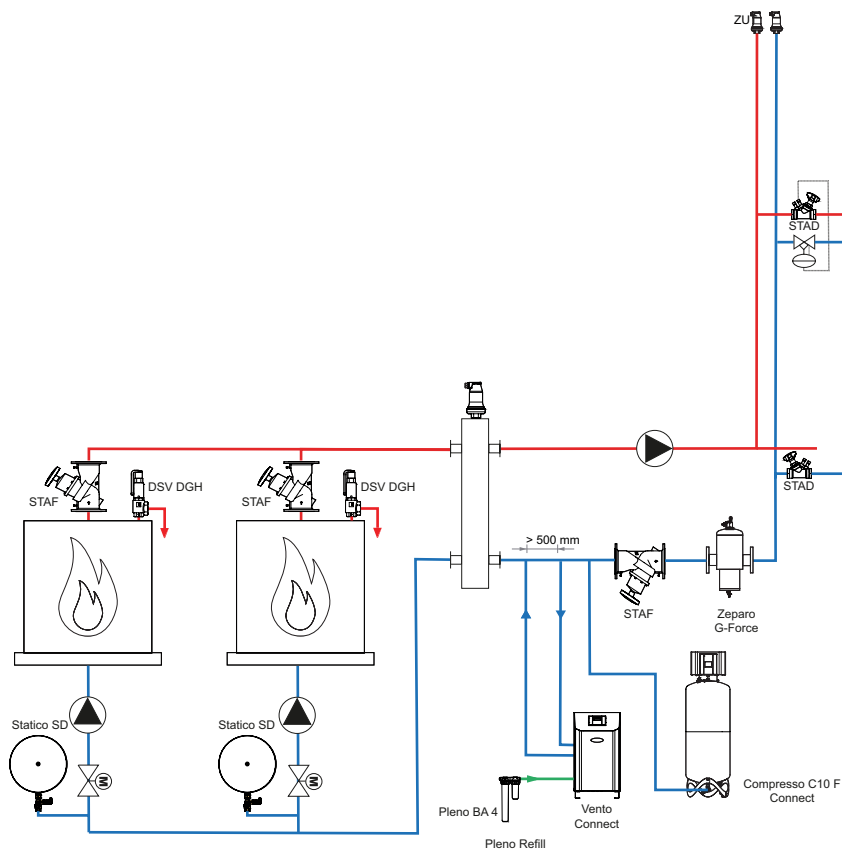 ZU
STAD
STAF
DSV DGH
STAF
DSV DGH
STAD
> 500 mm
STAF
Zeparo
G-Force
Statico SD
M
Statico SD
M
Pleno BA 4
Pleno Refill
Vento
Connect
Compresso C10 F
Connect